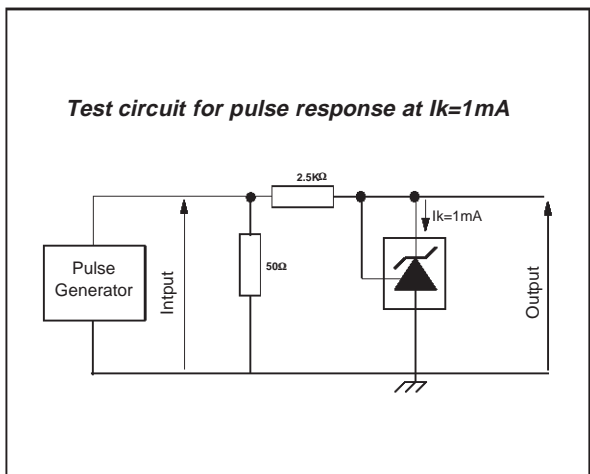 Test circuit for pulse response at Ik=1mA
2.5KΩ
Ik=1mA
50Ω
Pulse
Generator
Intput
Output